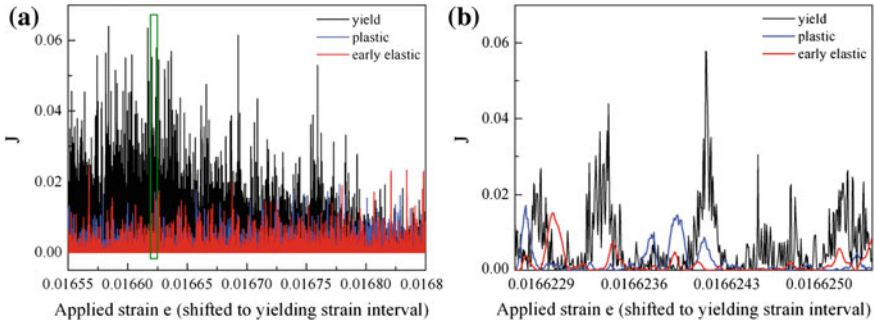 (a)
yield
plastic
early elastic
0.06
0.04
0.02
0.00
J
0.01655 0.01660 0.01665 0.01670 0.01675 0.01680 0.0168
Applied strain e (shifted to yielding strain interval)
(b)
yield
plastic
early elastic
0.06
0.04
0.02
0.00
J
0.0166229 0.0166236 0.0166243 0.0166250
Applied strain e (shifted to yielding strain interval)